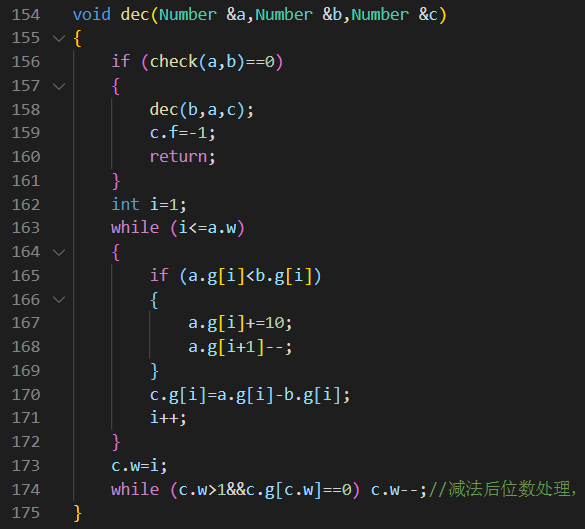 154 void dec(Number &a,Number &b,Number &c)
155 {
156     if (check(a,b)==0)
157     {
158         dec(b,a,c);
159         c.f=-1;
160         return;
161     }
162     int i=1;
163     while (i<=a.w)
164     {
165         if (a.g[i]<b.g[i])
166         {
167             a.g[i]+=10;
168             a.g[i+1]--;
169         }
170         c.g[i]=a.g[i]-b.g[i];
171         i++;
172     }
173     c.w=i;
174     while (c.w>1&&c.g[c.w]==0) c.w--;//减法后位数处理，
175 }